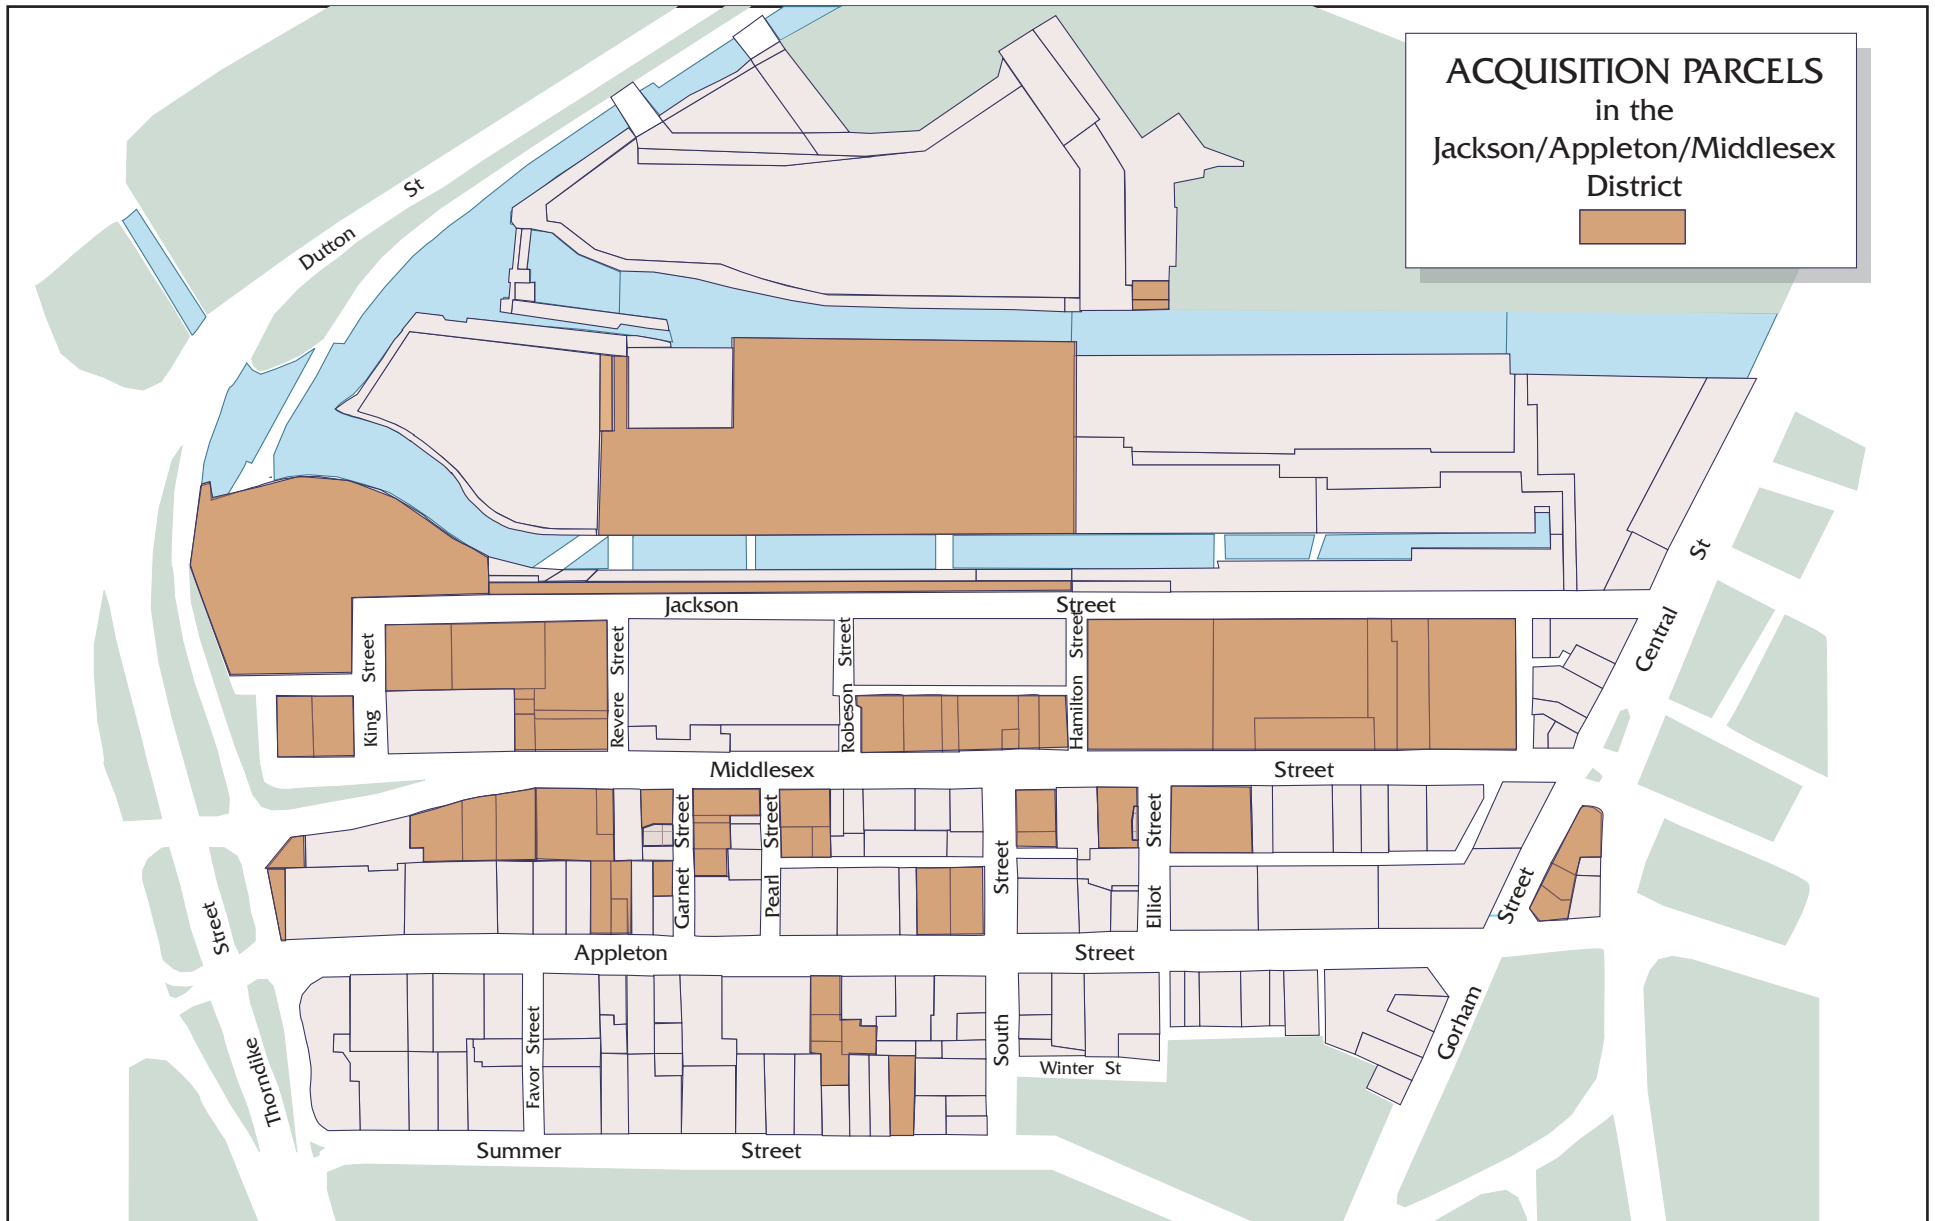 ACQUISITION PARCELS
in the
Jackson/Appleton/Middlesex
District
Dutton St
Jackson Street
Central St
King Street
Revere Street
Robeson Street
Hamilton Street
Middlesex Street
Garnet Street
Pearl Street
South Street
Elliot Street
Thorndike Street
Appleton Street
Gorham Street
Favor Street
Winter St
Summer Street